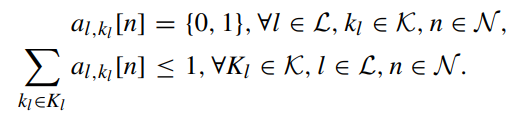 a_{l,k_l}[n] = {0, 1}, ∀l ∈ ℒ, k_l ∈ 𝒦, n ∈ 𝒩,
∑_{k_l∈K_l} a_{l,k_l}[n] ≤ 1, ∀K_l ∈ 𝒦, l ∈ ℒ, n ∈ 𝒩.